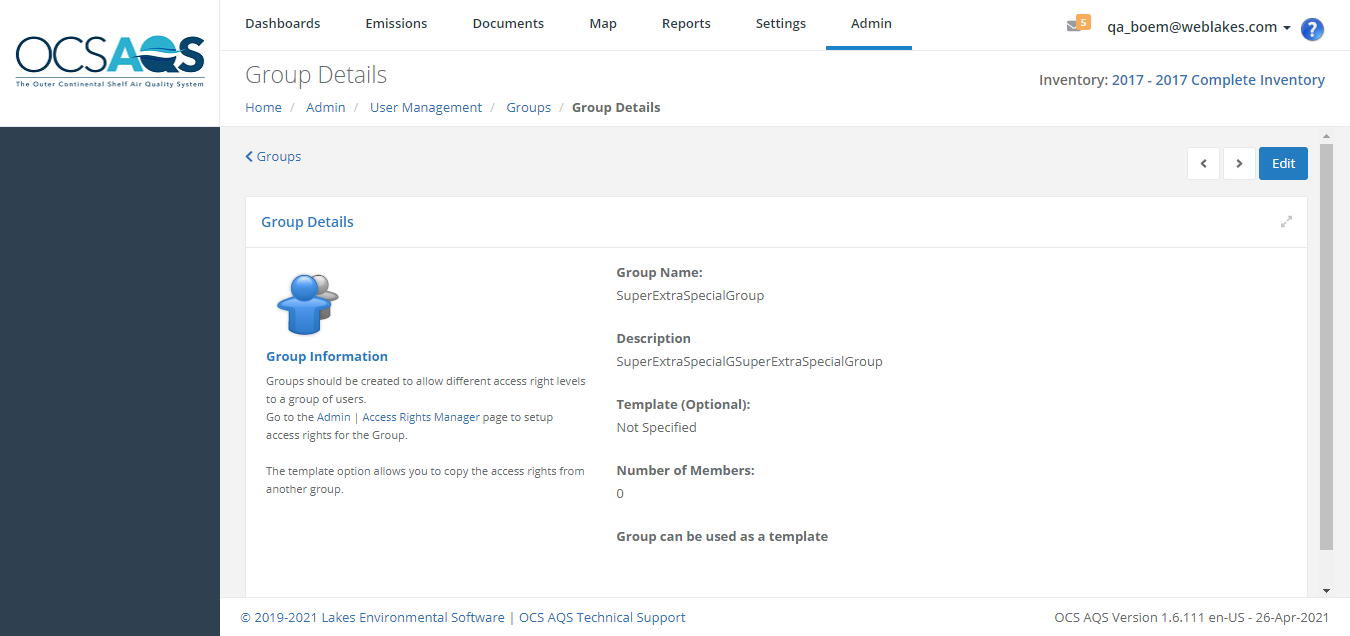 OCSAQS
The Outer Continental Shelf Air Quality System
Dashboards Emissions Documents Map Reports Settings Admin
5 qa_boem@weblakes.com ?
Group Details
Inventory: 2017 - 2017 Complete Inventory
Home / Admin / User Management / Groups / Group Details
Groups
Edit
Group Details
Group Information
Groups should be created to allow different access right levels
to a group of users.
Go to the Admin | Access Rights Manager page to setup
access rights for the Group.
The template option allows you to copy the access rights from
another group.
Group Name:
SuperExtraSpecialGroup
Description
SuperExtraSpecialGSuperExtraSpecialGroup
Template (Optional):
Not Specified
Number of Members:
0
Group can be used as a template
© 2019-2021 Lakes Environmental Software | OCS AQS Technical Support
OCS AQS Version 1.6.111 en-US - 26-Apr-2021